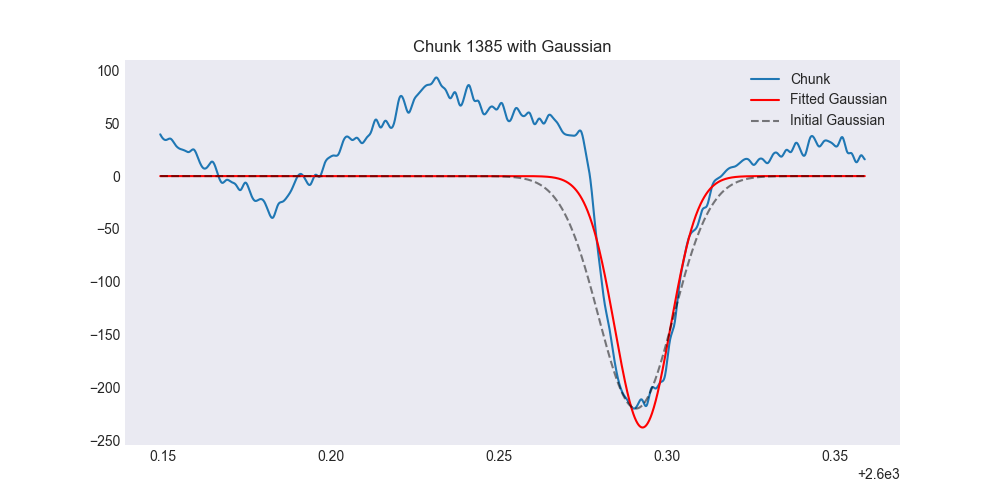 Chunk 1385 with Gaussian
100
50
0
−50
−100
−150
−200
−250
Chunk
Fitted Gaussian
Initial Gaussian
0.15 0.20 0.25 0.30 0.35
+2.6e3